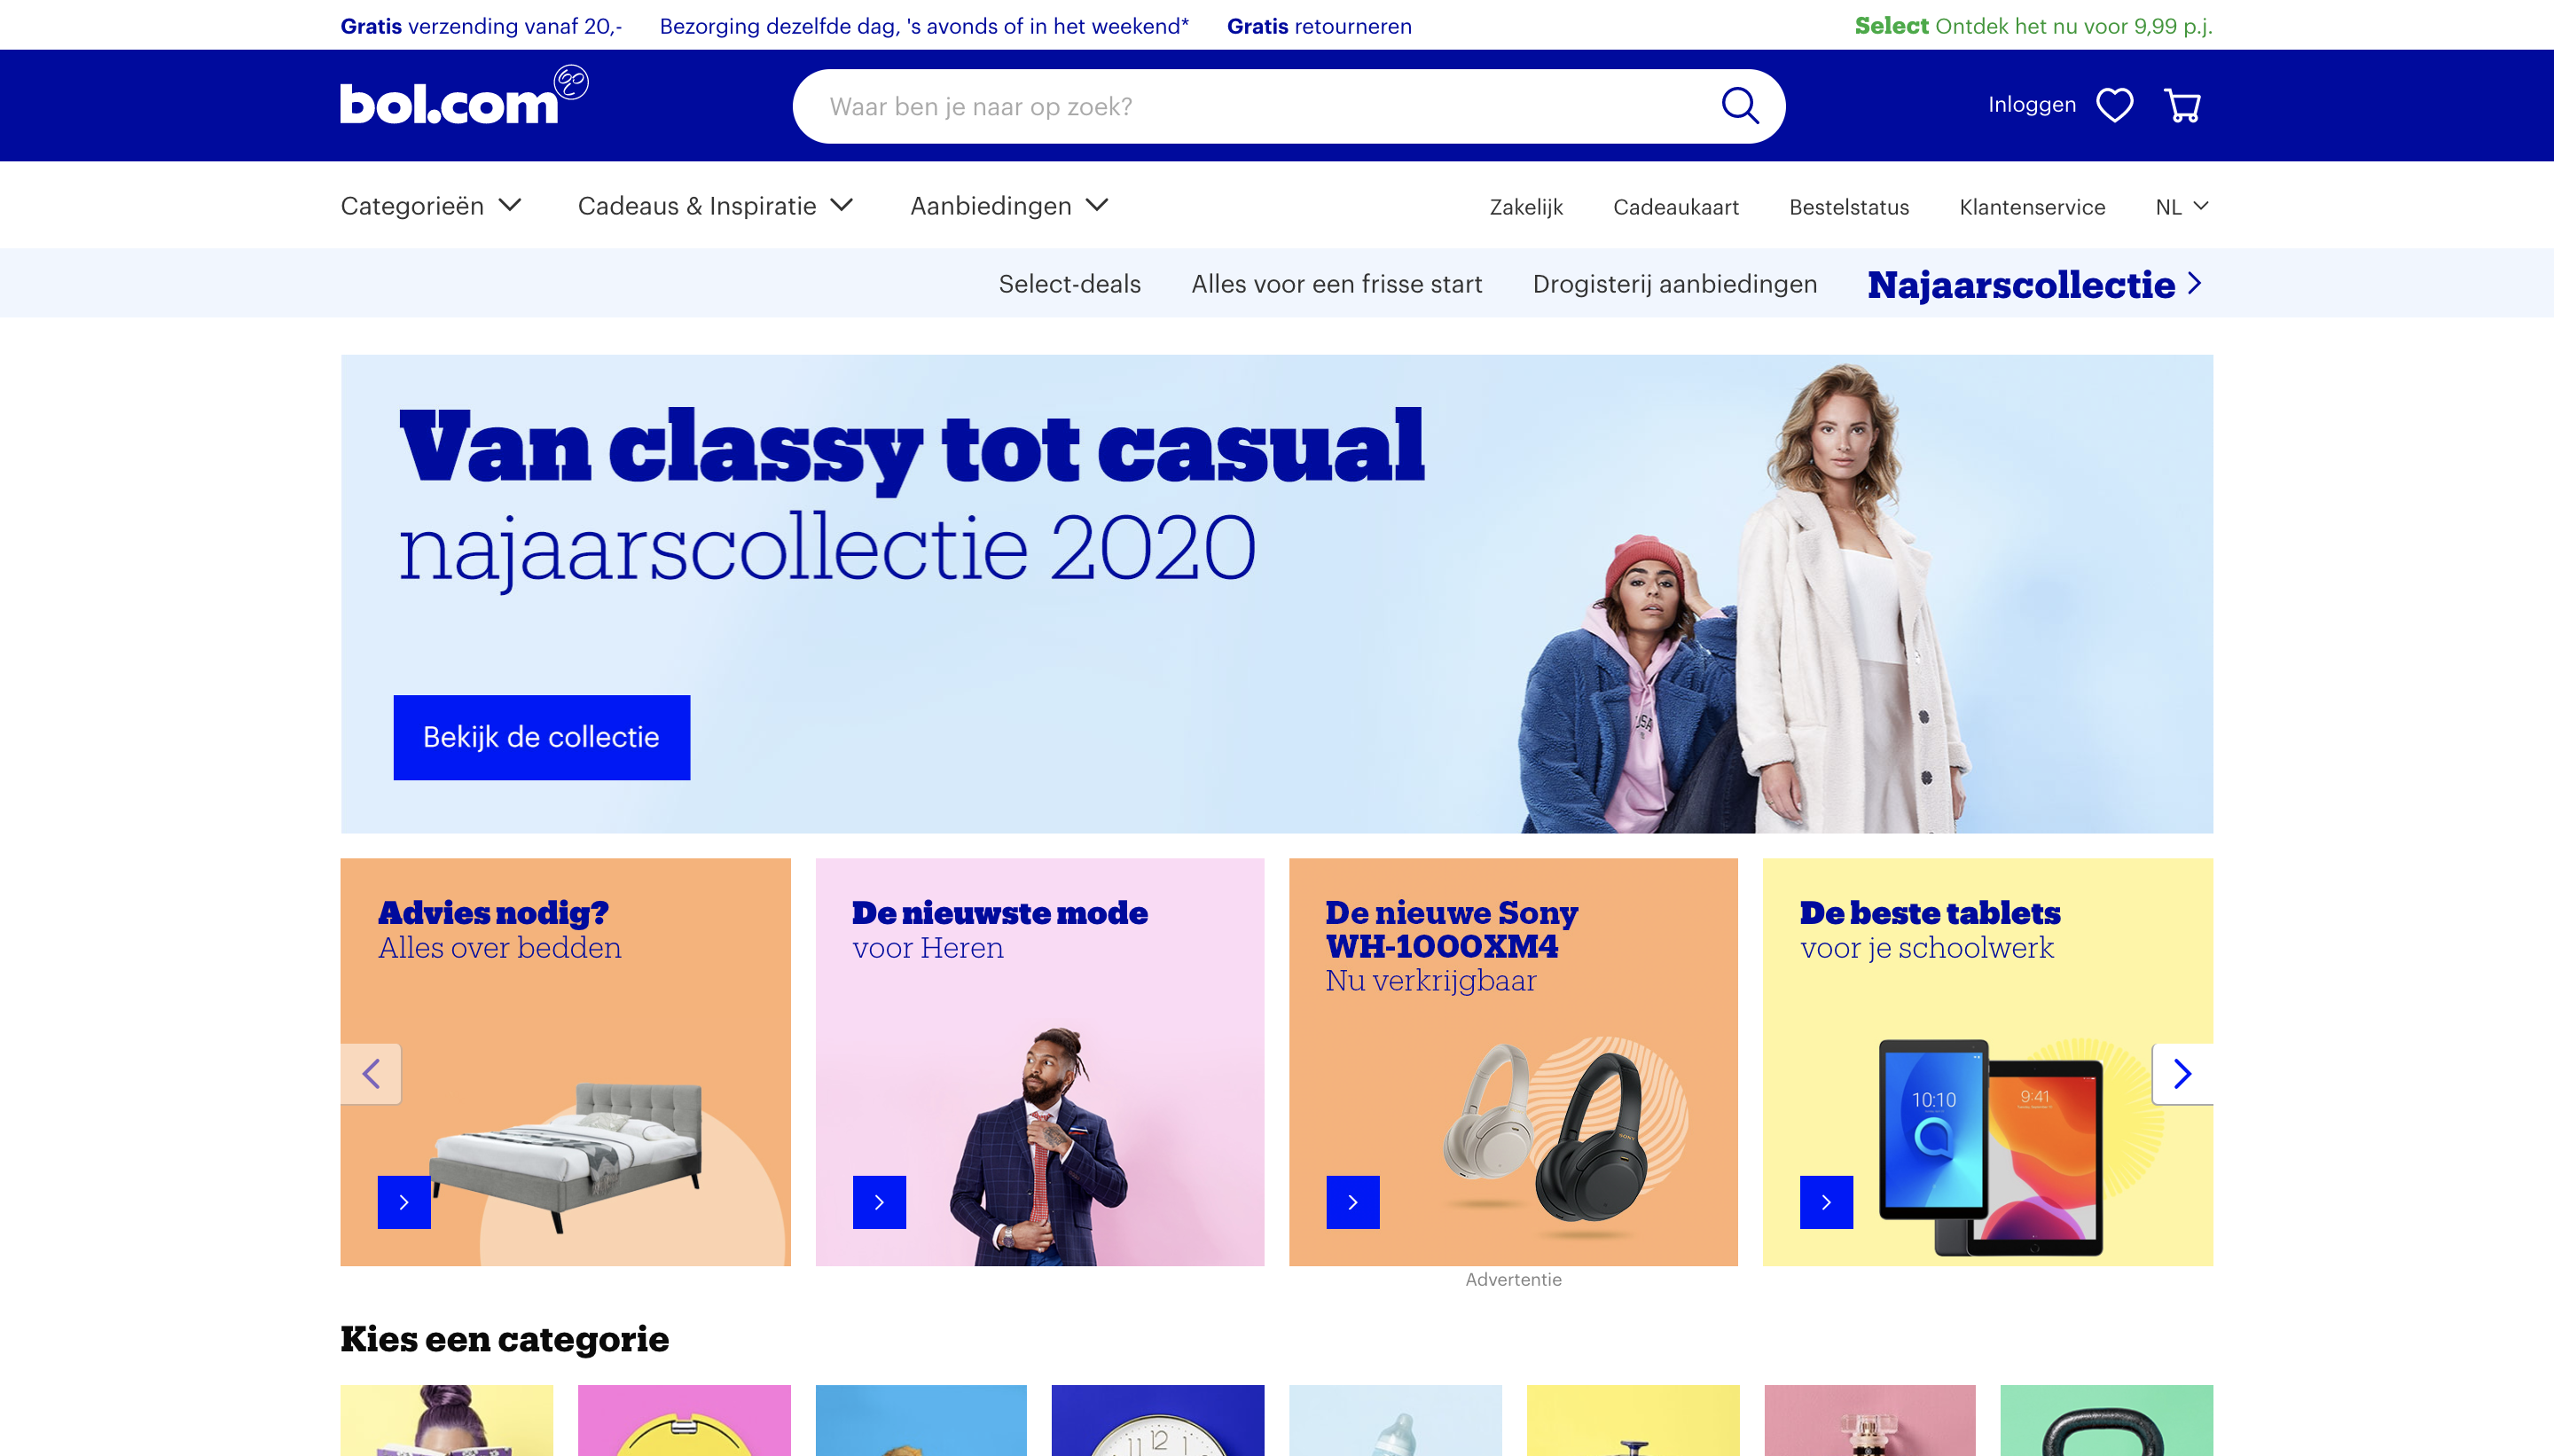 Gratis verzending vanaf 20,-
Bezorging dezelfde dag, 's avonds of in het weekend*
Gratis retourneren
Select Ontdek het nu voor 9,99 p.j.
bol.com
Waar ben je naar op zoek?
Inloggen
Categorieën
Cadeaus & Inspiratie
Aanbiedingen
Zakelijk
Cadeaukaart
Bestelstatus
Klantenservice
NL
Select-deals
Alles voor een frisse start
Drogisterij aanbiedingen
Najaarscollectie
Van classy tot casual
najaarscollectie 2020
Bekijk de collectie
Advies nodig?
Alles over bedden
De nieuwste mode
voor Heren
De nieuwe Sony
WH-1000XM4
Nu verkrijgbaar
SONY
De beste tablets
voor je schoolwerk
10:10
9:41
Advertentie
Kies een categorie
12
11
1